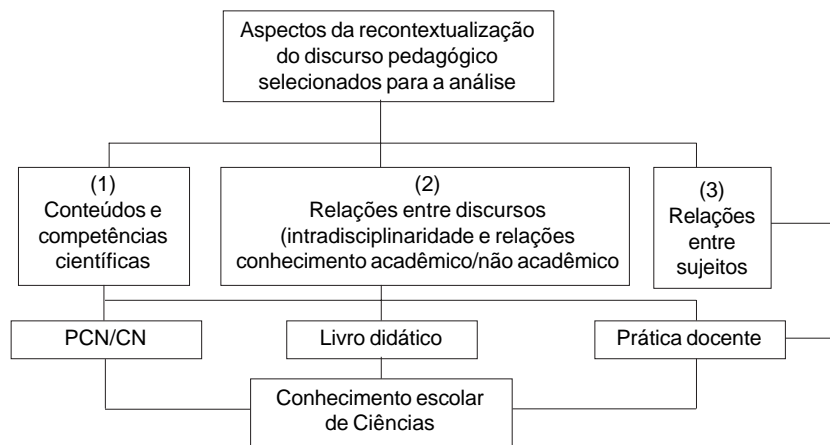 Aspectos da recontextualização
do discurso pedagógico
selecionados para a análise
(1)
Conteúdos e
competências
científicas
(2)
Relações entre discursos
(intradisciplinaridade e relações
conhecimento acadêmico/não acadêmico
(3)
Relações
entre
sujeitos
PCN/CN
Livro didático
Prática docente
Conhecimento escolar
de Ciências